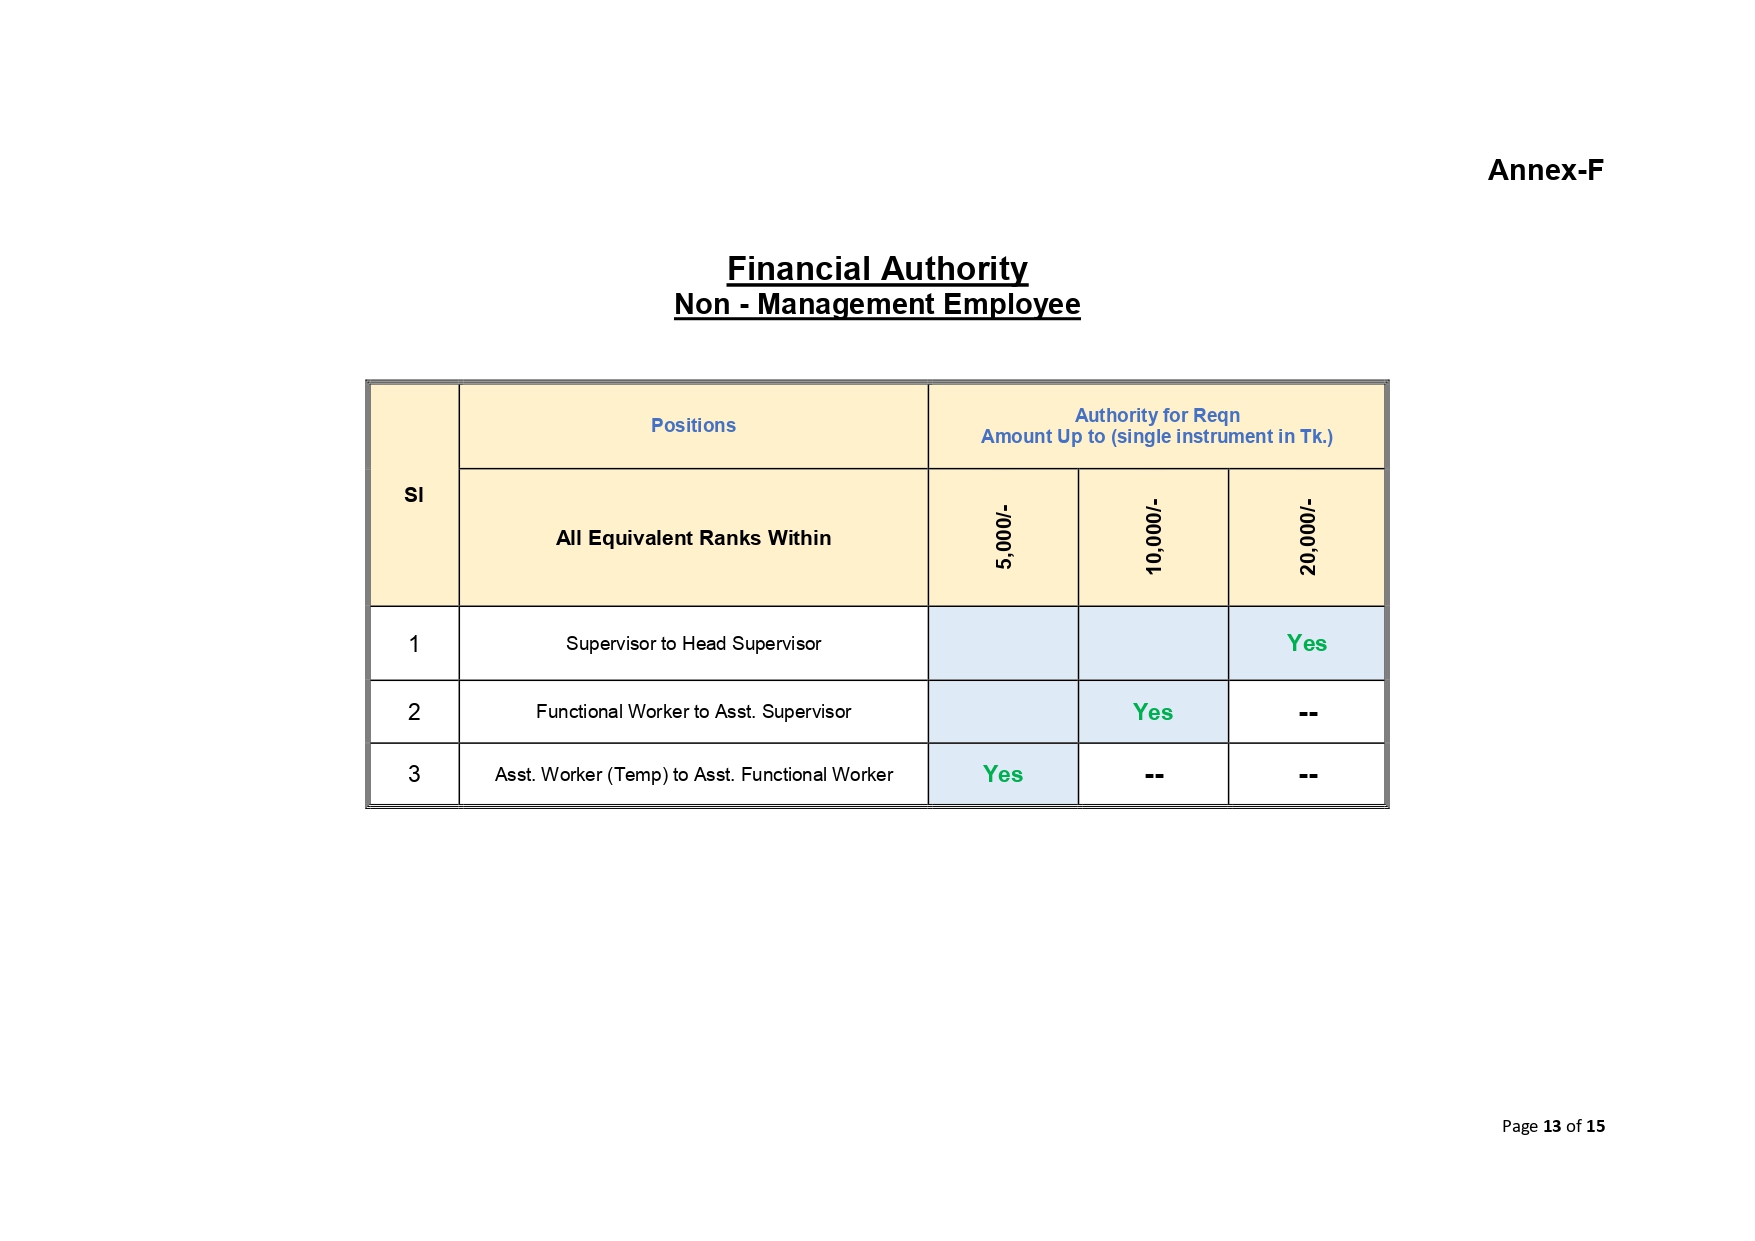 Annex-F
Financial Authority
Non - Management Employee
Sl
Positions
Authority for Reqn
Amount Up to (single instrument in Tk.)
All Equivalent Ranks Within
5,000/-
10,000/-
20,000/-
1
Supervisor to Head Supervisor
Yes
2
Functional Worker to Asst. Supervisor
Yes
--
3
Asst. Worker (Temp) to Asst. Functional Worker
Yes
--
--
Page 13 of 15